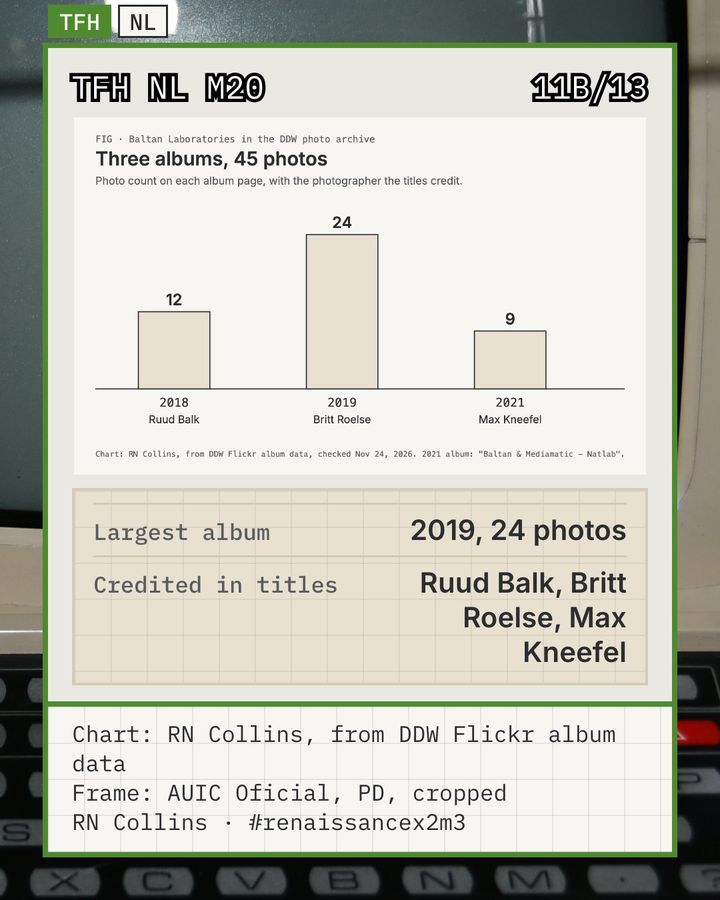 TFH NL
TFH NL M20
11B/13
FIG · Baltan Laboratories in the DDW photo archive
Three albums, 45 photos
Photo count on each album page, with the photographer the titles credit.
12
24
9
2018
2019
2021
Ruud Balk
Britt Roelse
Max Kneefel
Chart: RN Collins, from DDW Flickr album data, checked Nov 24, 2026. 2021 album: "Baltan & Mediamatic – Natlab".
Largest album
2019, 24 photos
Credited in titles
Ruud Balk, Britt
Roelse, Max
Kneefel
Chart: RN Collins, from DDW Flickr album
data
Frame: AUIC Oficial, PD, cropped
RN Collins · #renaissancex2m3
P
S
X C V B N M . ?